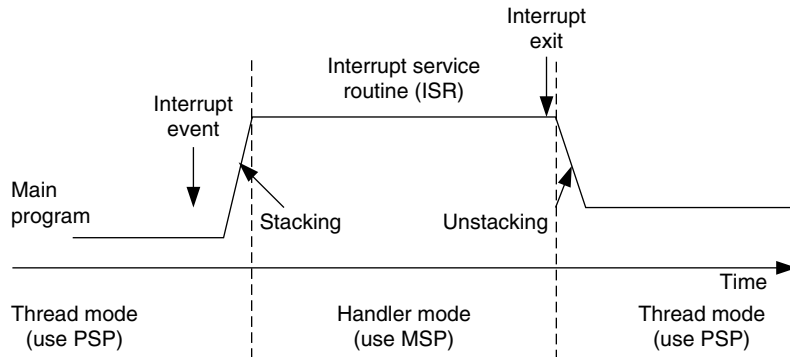 Interrupt
exit
Interrupt service
routine (ISR)
Interrupt
event
Main
program
Stacking
Unstacking
Time
Thread mode
(use PSP)
Handler mode
(use MSP)
Thread mode
(use PSP)